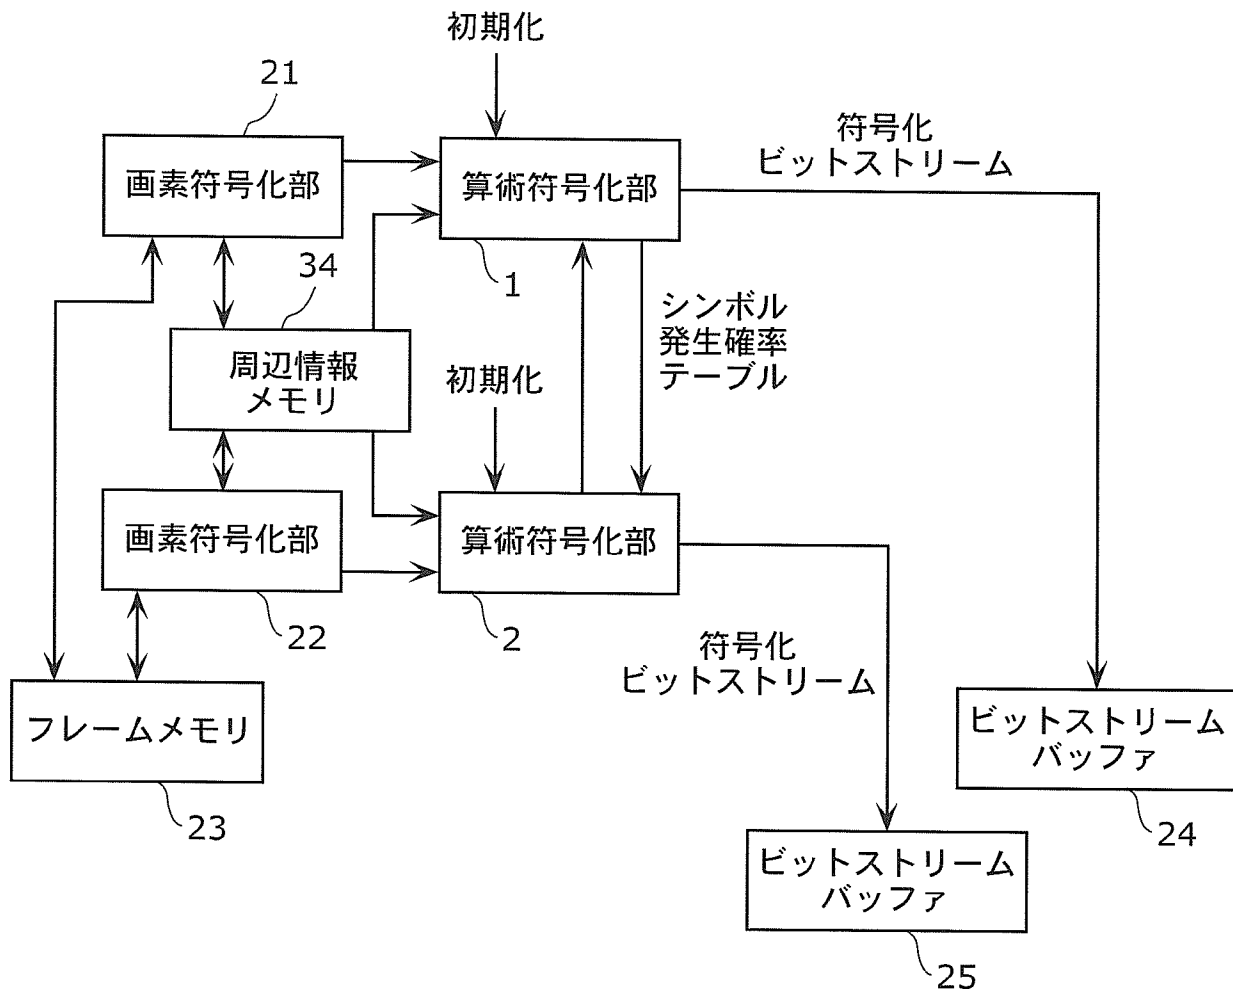 初期化
21
画素符号化部
算術符号化部
符号化
ビットストリーム
34
1
周辺情報
メモリ
シンボル
発生確率
テーブル
初期化
画素符号化部
算術符号化部
22
2
符号化
ビットストリーム
フレームメモリ
23
ビットストリーム
バッファ
24
ビットストリーム
バッファ
25